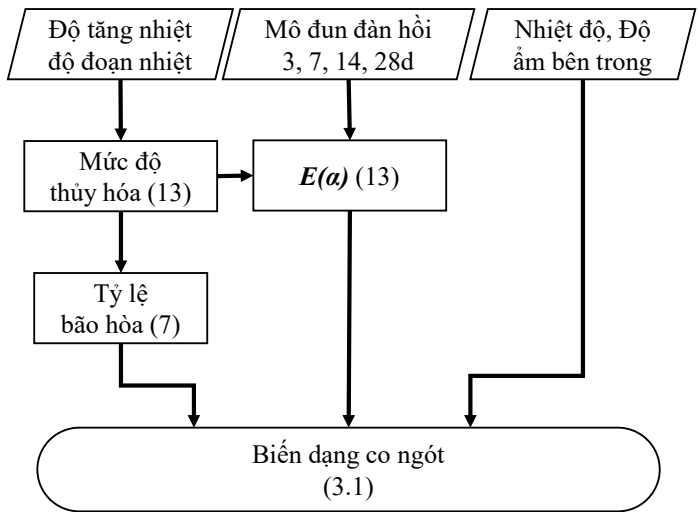 Độ tăng nhiệt
độ đoạn nhiệt
Mô đun đàn hồi
3, 7, 14, 28d
Nhiệt độ, Độ
ẩm bên trong
Mức độ
thủy hóa (13)
E(α) (13)
Tỷ lệ
bão hòa (7)
Biến dạng co ngót
(3.1)